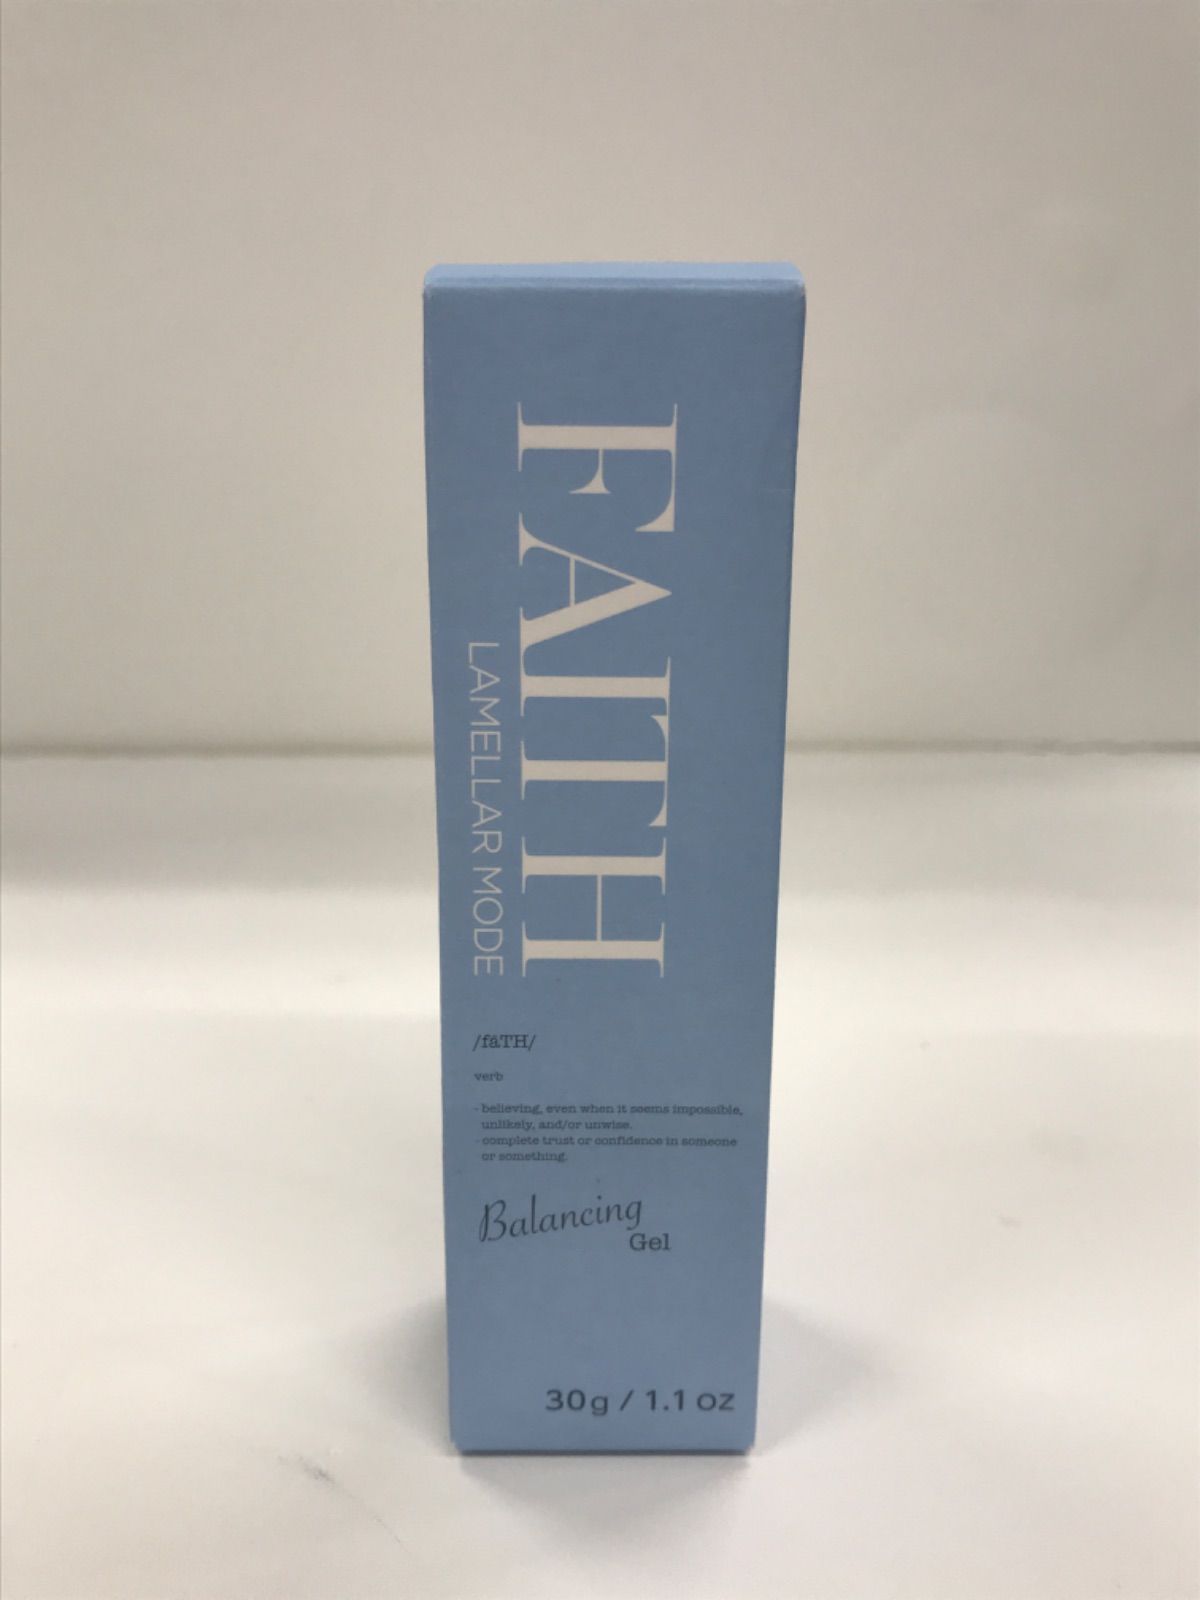 FAITH
LAMELLAR MODE
/fāTH/
verb
- believing, even when it seems impossible,
unlikely, and/or unwise.
- complete trust or confidence in someone
or something.
Balancing
Gel
30g / 1.1 oz